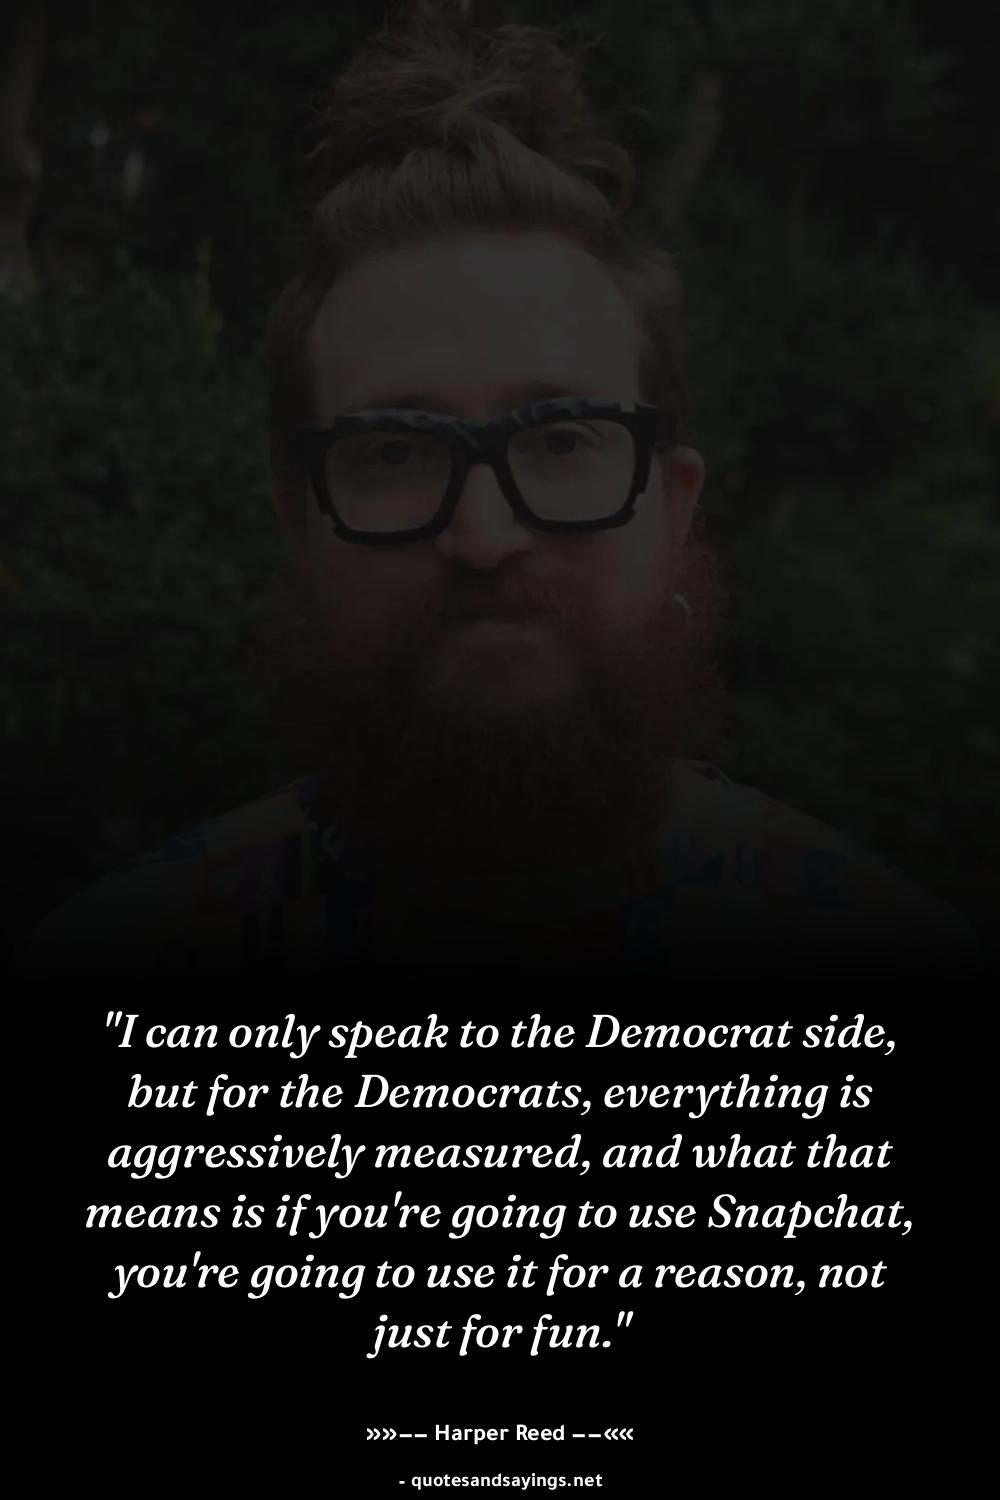 "I can only speak to the Democrat side,
but for the Democrats, everything is
aggressively measured, and what that
means is if you're going to use Snapchat,
you're going to use it for a reason, not
just for fun."
»»–– Harper Reed ––««
- quotesandsayings.net